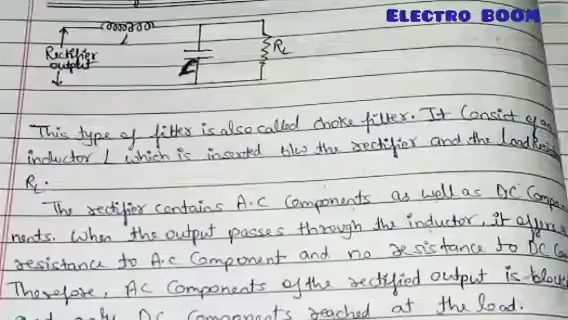 ELECTRO BOOM
L
Rectifier
output
RL
This type of filter is also called choke filter. It Consist of an
inductor L which is inserted b/w the rectifier and the Load
RL.
The rectifier contains A.C Components as well as DC Compo
nents. When the output passes through the inductor, it offers
resistance to A.C Component and no resistance to DC
Therefore, AC Components of the rectified output is block
DC Components reached at the load.